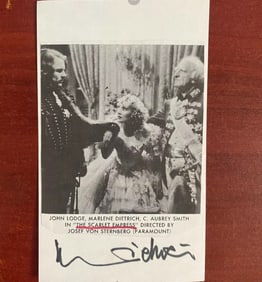 JOHN LODGE, MARLENE DIETRICH, C. AUBREY SMITH
IN "THE SCARLET EMPRESS" DIRECTED BY
JOSEF VON STERNBERG (PARAMOUNT)